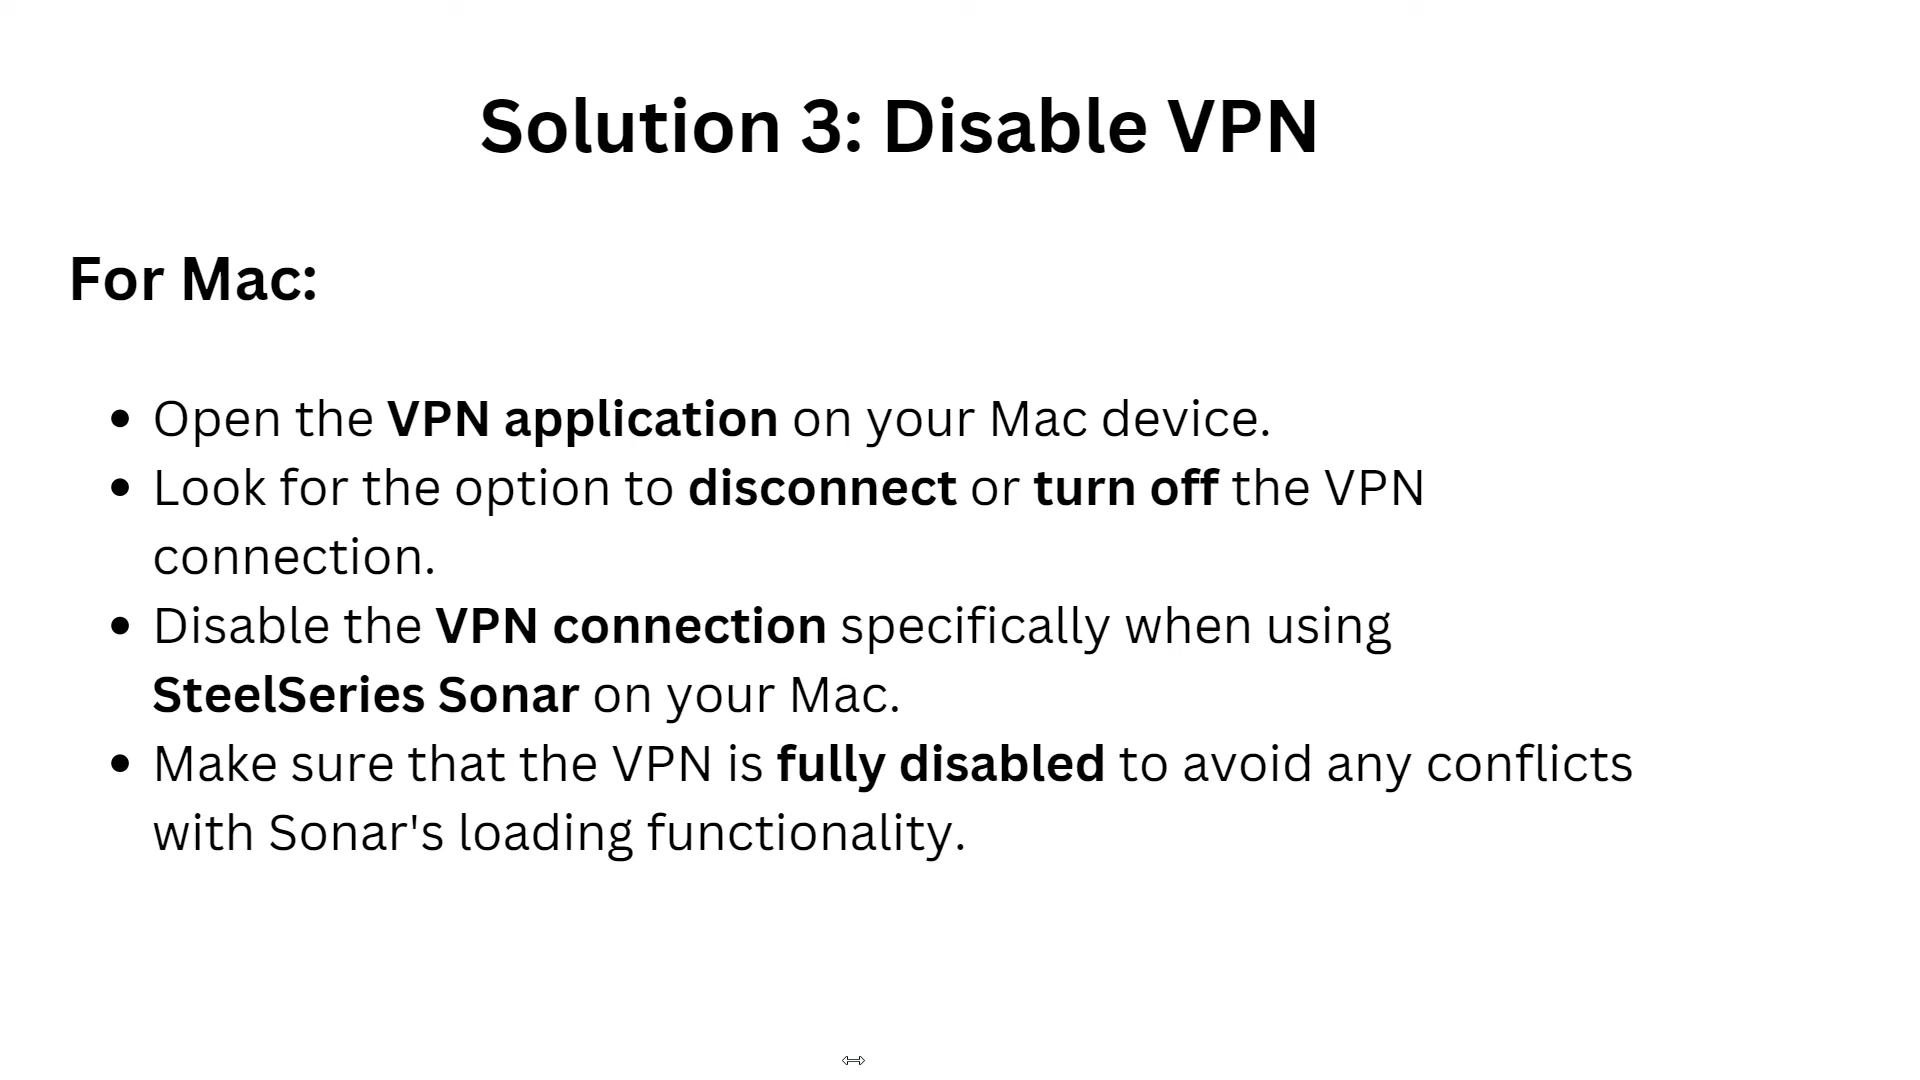 Solution 3: Disable VPN
For Mac:
• Open the VPN application on your Mac device.
• Look for the option to disconnect or turn off the VPN
connection.
• Disable the VPN connection specifically when using
SteelSeries Sonar on your Mac.
• Make sure that the VPN is fully disabled to avoid any conflicts
with Sonar's loading functionality.